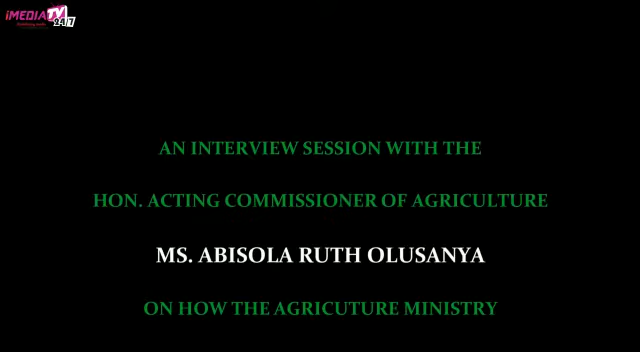 iMEDIA TV
24/7
AN INTERVIEW SESSION WITH THE
HON. ACTING COMMISSIONER OF AGRICULTURE
MS. ABISOLA RUTH OLUSANYA
ON HOW THE AGRICUTURE MINISTRY